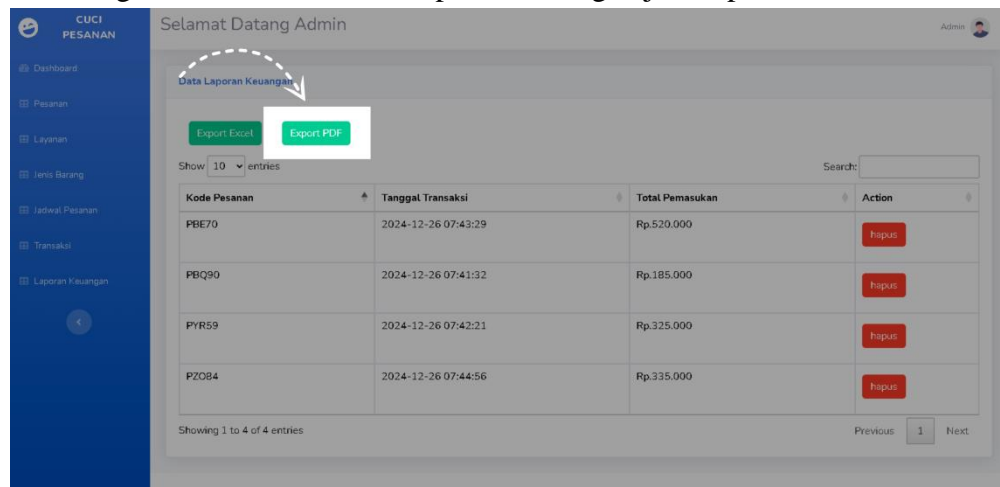 CUCI
PESANAN
Selamat Datang Admin
Admin
Dashboard
Pesanan
Layanan
Jenis Barang
Jadwal Pesanan
Transaksi
Laporan Keuangan
Data Laporan Keuangan
Export Excel Export PDF
Show 10 entries Search:
Kode Pesanan Tanggal Transaksi Total Pemasukan Action
PBE70 2024-12-26 07:43:29 Rp.520.000 hapus
PBQ90 2024-12-26 07:41:32 Rp.185.000 hapus
PYR59 2024-12-26 07:42:21 Rp.325.000 hapus
PZO84 2024-12-26 07:44:56 Rp.335.000 hapus
Showing 1 to 4 of 4 entries Previous 1 Next